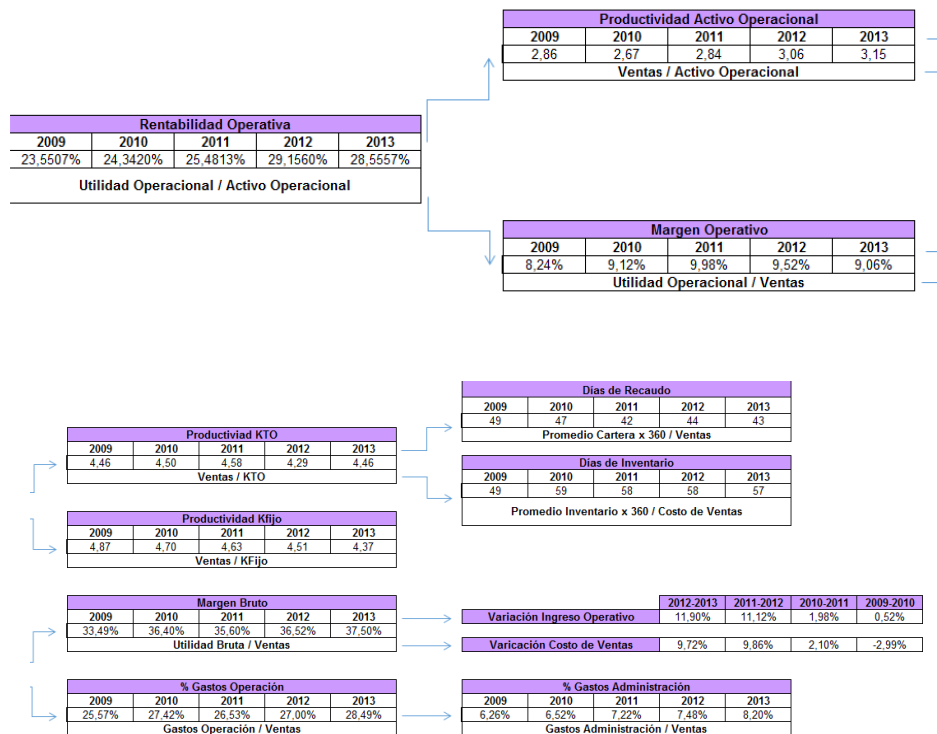 Productividad Activo Operacional
2009 2010 2011 2012 2013
2,86 2,67 2,84 3,06 3,15
Ventas / Activo Operacional
Rentabilidad Operativa
2009 2010 2011 2012 2013
23,5507% 24,3420% 25,4813% 29,1560% 28,5557%
Utilidad Operacional / Activo Operacional
Margen Operativo
2009 2010 2011 2012 2013
8,24% 9,12% 9,98% 9,52% 9,06%
Utilidad Operacional / Ventas
Días de Recaudo
2009 2010 2011 2012 2013
49 47 42 44 43
Promedio Cartera x 360 / Ventas
Productiviad KTO
2009 2010 2011 2012 2013
4,46 4,50 4,58 4,29 4,46
Ventas / KTO
Días de Inventario
2009 2010 2011 2012 2013
49 59 58 58 57
Promedio Inventario x 360 / Costo de Ventas
Productividad Kfijo
2009 2010 2011 2012 2013
4,87 4,70 4,63 4,51 4,37
Ventas / KFijo
Margen Bruto
2009 2010 2011 2012 2013
33,49% 36,40% 35,60% 36,52% 37,50%
Utilidad Bruta / Ventas
2012-2013 2011-2012 2010-2011 2009-2010
Variación Ingreso Operativo 11,90% 11,12% 1,98% 0,52%
Varicación Costo de Ventas 9,72% 9,86% 2,10% -2,99%
% Gastos Operación
2009 2010 2011 2012 2013
25,57% 27,42% 26,53% 27,00% 28,49%
Gastos Operación / Ventas
% Gastos Administración
2009 2010 2011 2012 2013
6,26% 6,52% 7,22% 7,48% 8,20%
Gastos Administración / Ventas